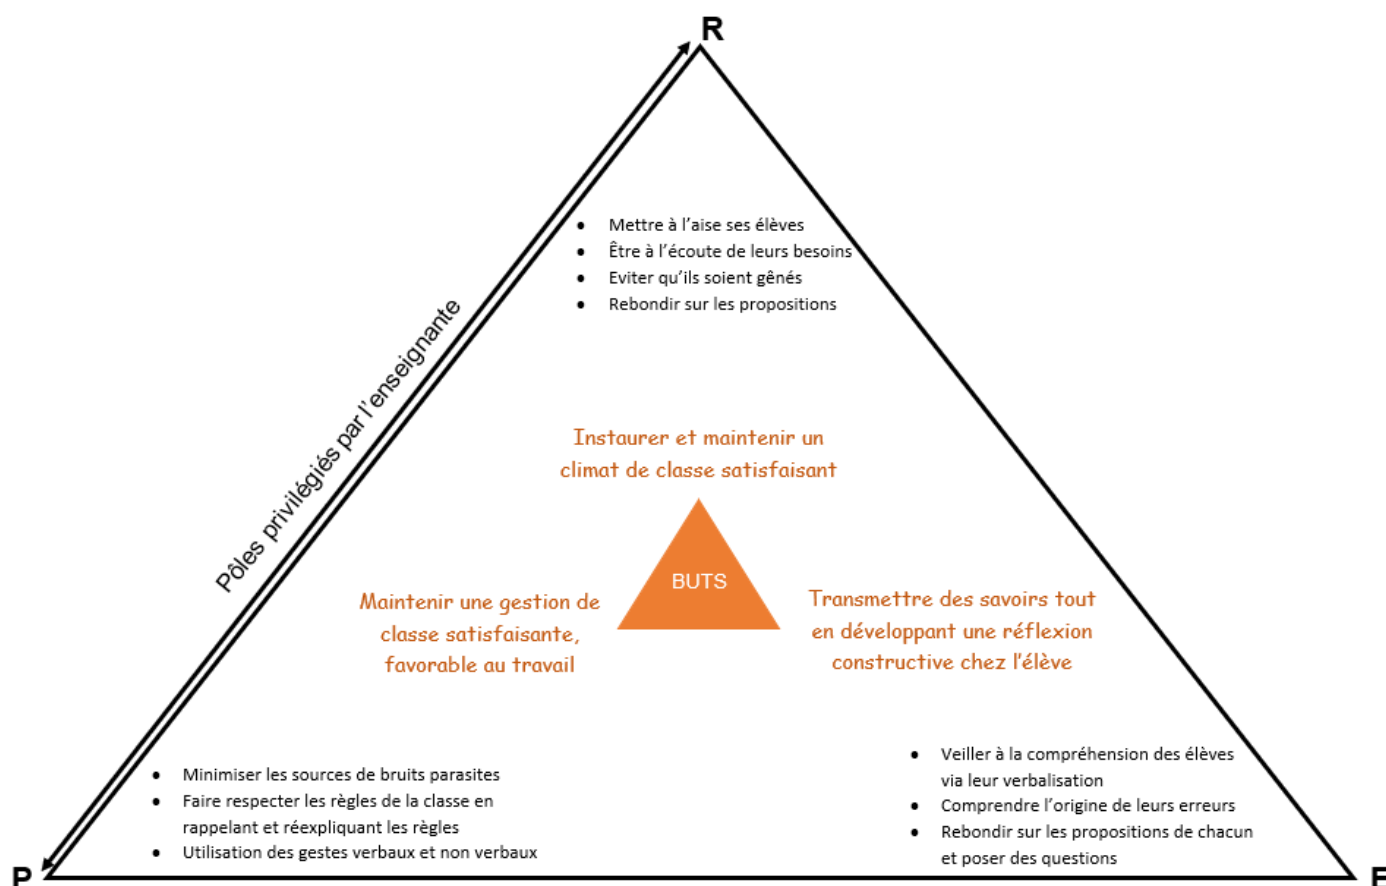 R
• Mettre à l’aise ses élèves
• Être à l’écoute de leurs besoins
• Eviter qu’ils soient gênés
• Rebondir sur les propositions
Pôles privilégiés par l’enseignante
Instaurer et maintenir un
climat de classe satisfaisant
BUTS
Maintenir une gestion de
classe satisfaisante,
favorable au travail
Transmettre des savoirs tout
en développant une réflexion
constructive chez l’élève
• Minimiser les sources de bruits parasites
• Faire respecter les règles de la classe en
rappelant et réexpliquant les règles
• Utilisation des gestes verbaux et non verbaux
• Veiller à la compréhension des élèves
via leur verbalisation
• Comprendre l’origine de leurs erreurs
• Rebondir sur les propositions de chacun
et poser des questions
P